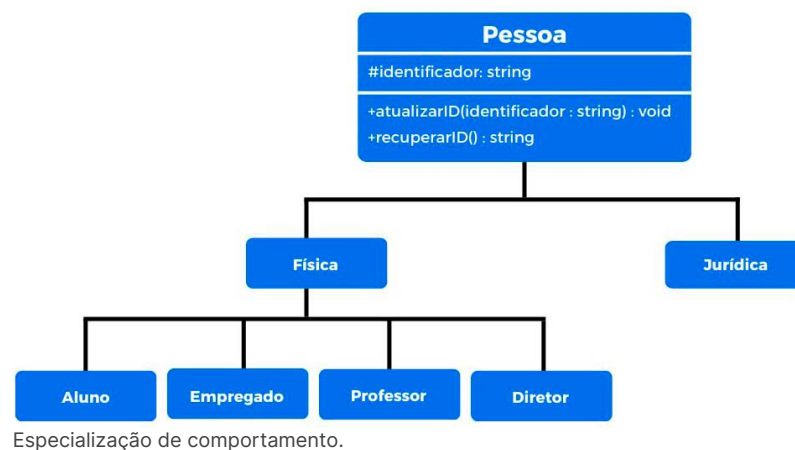 Pessoa
#identificador: string
+atualizarID(identificador : string) : void
+recuperarID() : string
Física
Jurídica
Aluno
Empregado
Professor
Diretor
Especialização de comportamento.